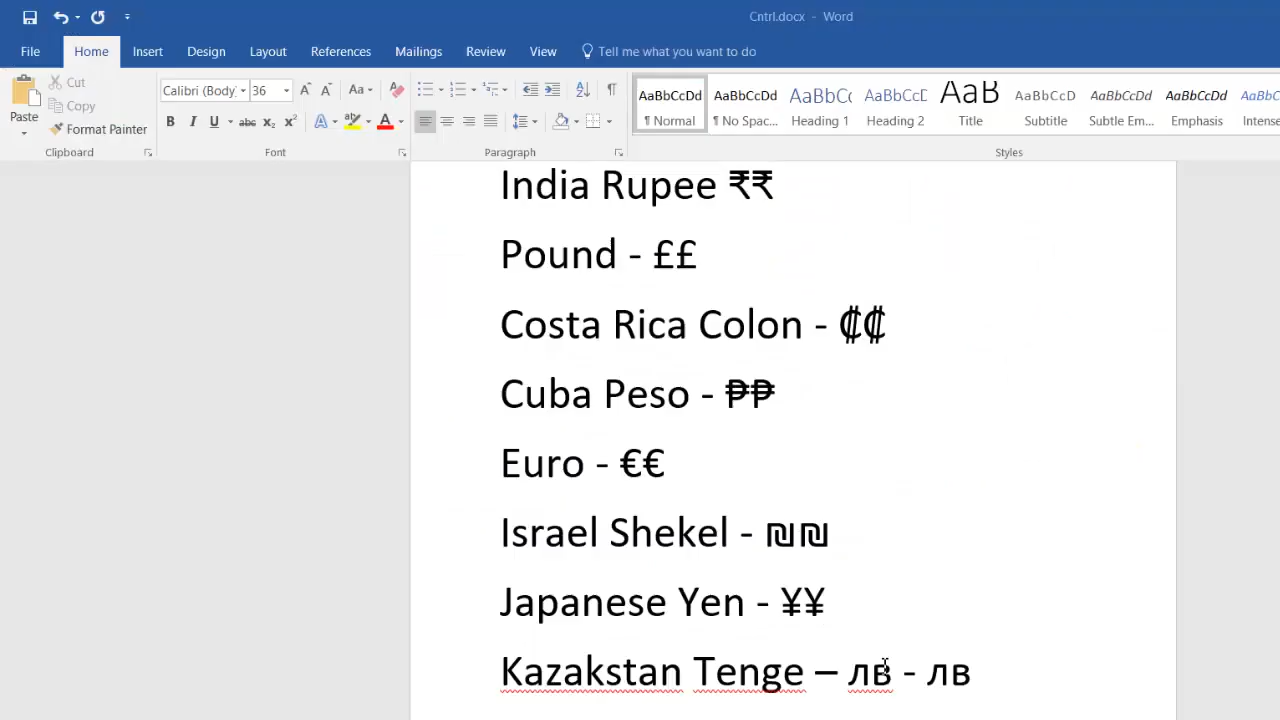 Cntrl.docx - Word
File Home Insert Design Layout References Mailings Review View Tell me what you want to do
Paste Cut Copy Format Painter
Calibri (Body) 36
AaBbCcDd AaBbCcDd AaBbCc AaBbCcD AaB AaBbCcD AaBbCcDd AaBbCcDd AaBbCc
¶ Normal ¶ No Spac... Heading 1 Heading 2 Title Subtitle Subtle Em... Emphasis Intense
Clipboard Font Paragraph Styles
India Rupee ₹₹
Pound - ££
Costa Rica Colon - ₡₡
Cuba Peso - ₱₱
Euro - €€
Israel Shekel - ₪₪
Japanese Yen - ¥¥
Kazakstan Tenge – лв - лв